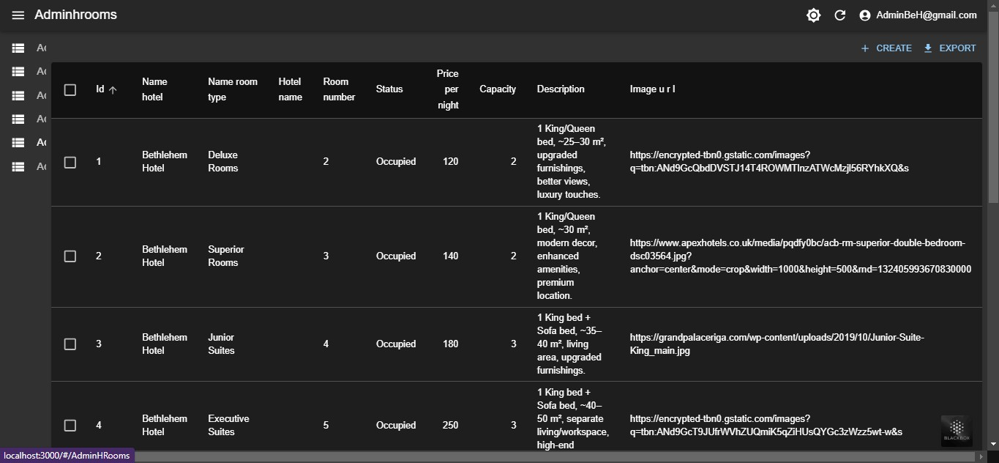 Adminhrooms
AdminBeH@gmail.com
Ac
Ac
Ac
Ac
Ac
Ac
+ CREATE
EXPORT
Id
Name
hotel
Name room
type
Hotel
name
Room
number
Status
Price
per
night
Capacity
Description
Image u r l
1
Bethlehem
Hotel
Deluxe
Rooms
2
Occupied
120
2
1 King/Queen
bed, ~25–30 m²,
upgraded
furnishings,
better views,
luxury touches.
https://encrypted-tbn0.gstatic.com/images?
q=tbn:ANd9GcQbdDVSTJ14T4ROWMTlnzATWcMzjl56RYhkXQ&s
2
Bethlehem
Hotel
Superior
Rooms
3
Occupied
140
2
1 King/Queen
bed, ~30 m²,
modern decor,
enhanced
amenities,
premium
location.
https://www.apexhotels.co.uk/media/pqdfy0bc/acb-rm-superior-double-bedroom-
dsc03564.jpg?
anchor=center&mode=crop&width=1000&height=500&rnd=132405993670830000
3
Bethlehem
Hotel
Junior
Suites
4
Occupied
180
3
1 King bed +
Sofa bed, ~35–
40 m², living
area, upgraded
furnishings.
https://grandpalaceriga.com/wp-content/uploads/2019/10/Junior-Suite-
King_main.jpg
4
Bethlehem
Hotel
Executive
Suites
5
Occupied
250
3
1 King bed +
Sofa bed, ~40–
50 m², separate
living/workspace,
high-end
https://encrypted-tbn0.gstatic.com/images?
q=tbn:ANd9GcT9JUfrWVhZUQmiK5qZiHUsQYGc3zWzz5wt-w&s
BLACKBOX
localhost:3000/#/AdminHRooms